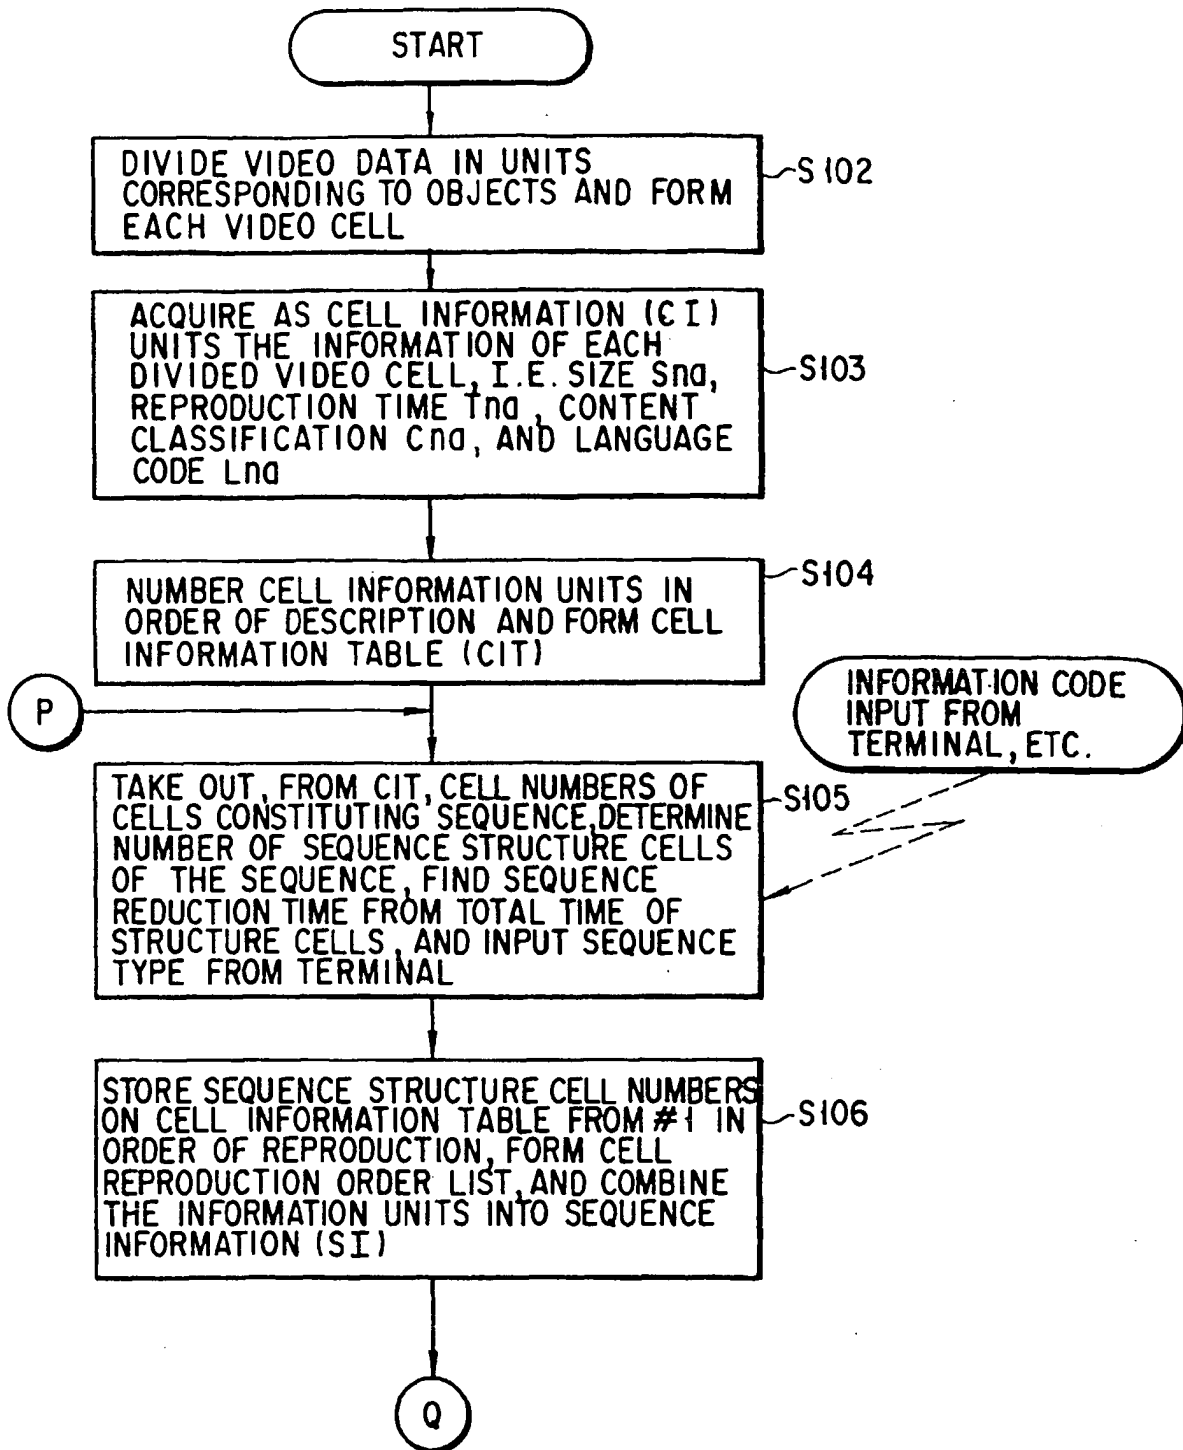 START
DIVIDE VIDEO DATA IN UNITS
CORRESPONDING TO OBJECTS AND FORM
EACH VIDEO CELL
S102
ACQUIRE AS CELL INFORMATION (CI)
UNITS THE INFORMATION OF EACH
DIVIDED VIDEO CELL, I.E. SIZE Sna,
REPRODUCTION TIME Tna, CONTENT
CLASSIFICATION Cna, AND LANGUAGE
CODE Lna
S103
NUMBER CELL INFORMATION UNITS IN
ORDER OF DESCRIPTION AND FORM CELL
INFORMATION TABLE (CIT)
S104
P
INFORMATION CODE
INPUT FROM
TERMINAL, ETC.
TAKE OUT, FROM CIT, CELL NUMBERS OF
CELLS CONSTITUTING SEQUENCE, DETERMINE
NUMBER OF SEQUENCE STRUCTURE CELLS
OF THE SEQUENCE, FIND SEQUENCE
REDUCTION TIME FROM TOTAL TIME OF
STRUCTURE CELLS, AND INPUT SEQUENCE
TYPE FROM TERMINAL
S105
STORE SEQUENCE STRUCTURE CELL NUMBERS
ON CELL INFORMATION TABLE FROM #1 IN
ORDER OF REPRODUCTION, FORM CELL
REPRODUCTION ORDER LIST, AND COMBINE
THE INFORMATION UNITS INTO SEQUENCE
INFORMATION (SI)
S106
Q